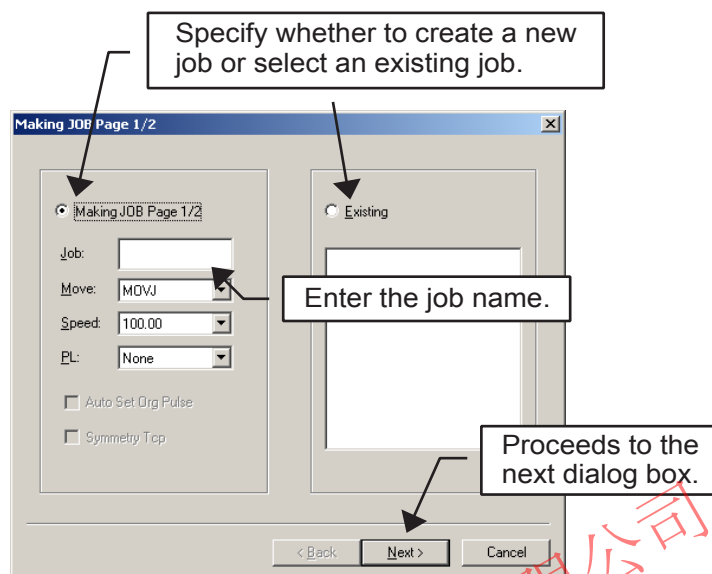 Specify whether to create a new
job or select an existing job.
Making JOB Page 1/2
Making JOB Page 1/2
Existing
Job:
Enter the job name.
Move: MOVJ
Speed: 100.00
PL: None
Auto Set Org Pulse
Symmetry Tcp
Proceeds to the
next dialog box.
< Back Next > Cancel
公司